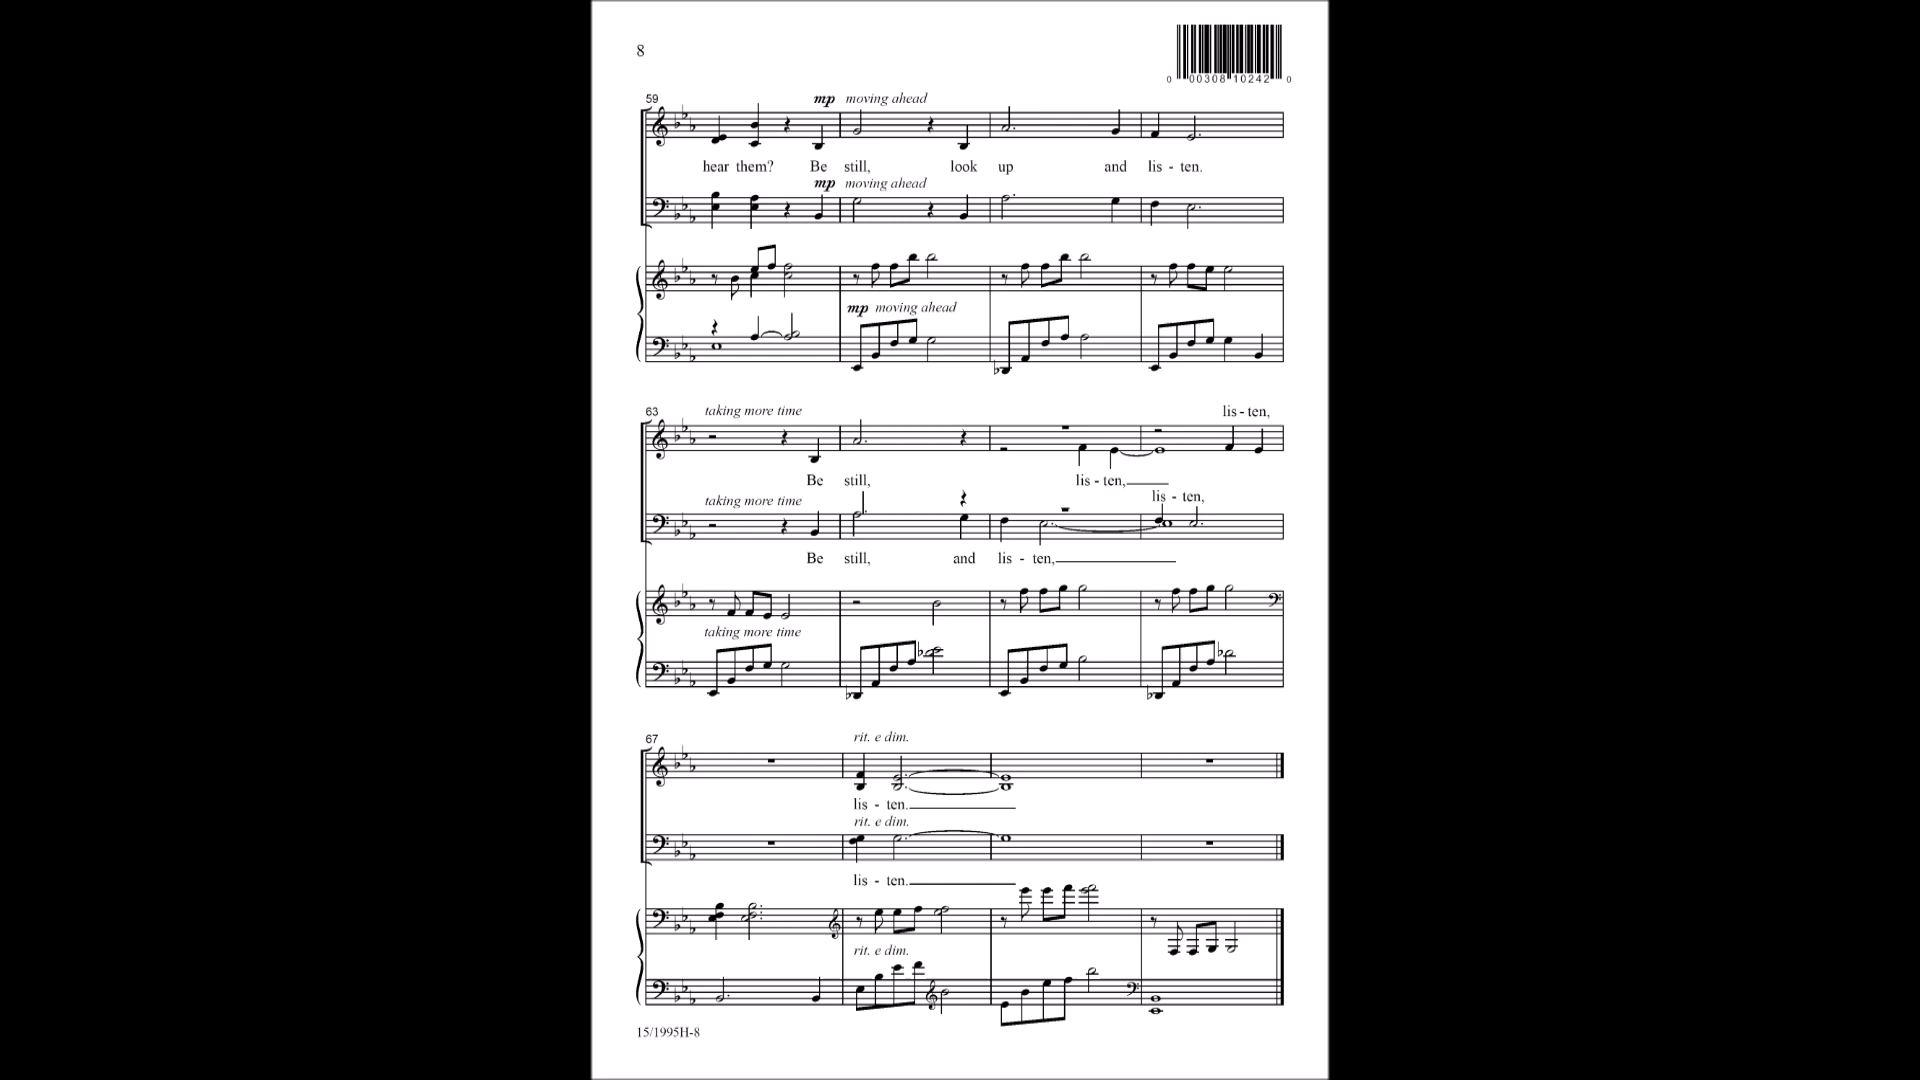 8
0 00308 10242 0
59
mp moving ahead
hear them? Be still, look up and lis - ten.
mp moving ahead
mp moving ahead
63
taking more time
lis - ten,
Be still, lis - ten,
taking more time
lis - ten,
Be still, and lis - ten,
taking more time
67
rit. e dim.
lis - ten.
rit. e dim.
lis - ten.
rit. e dim.
15/1995H-8